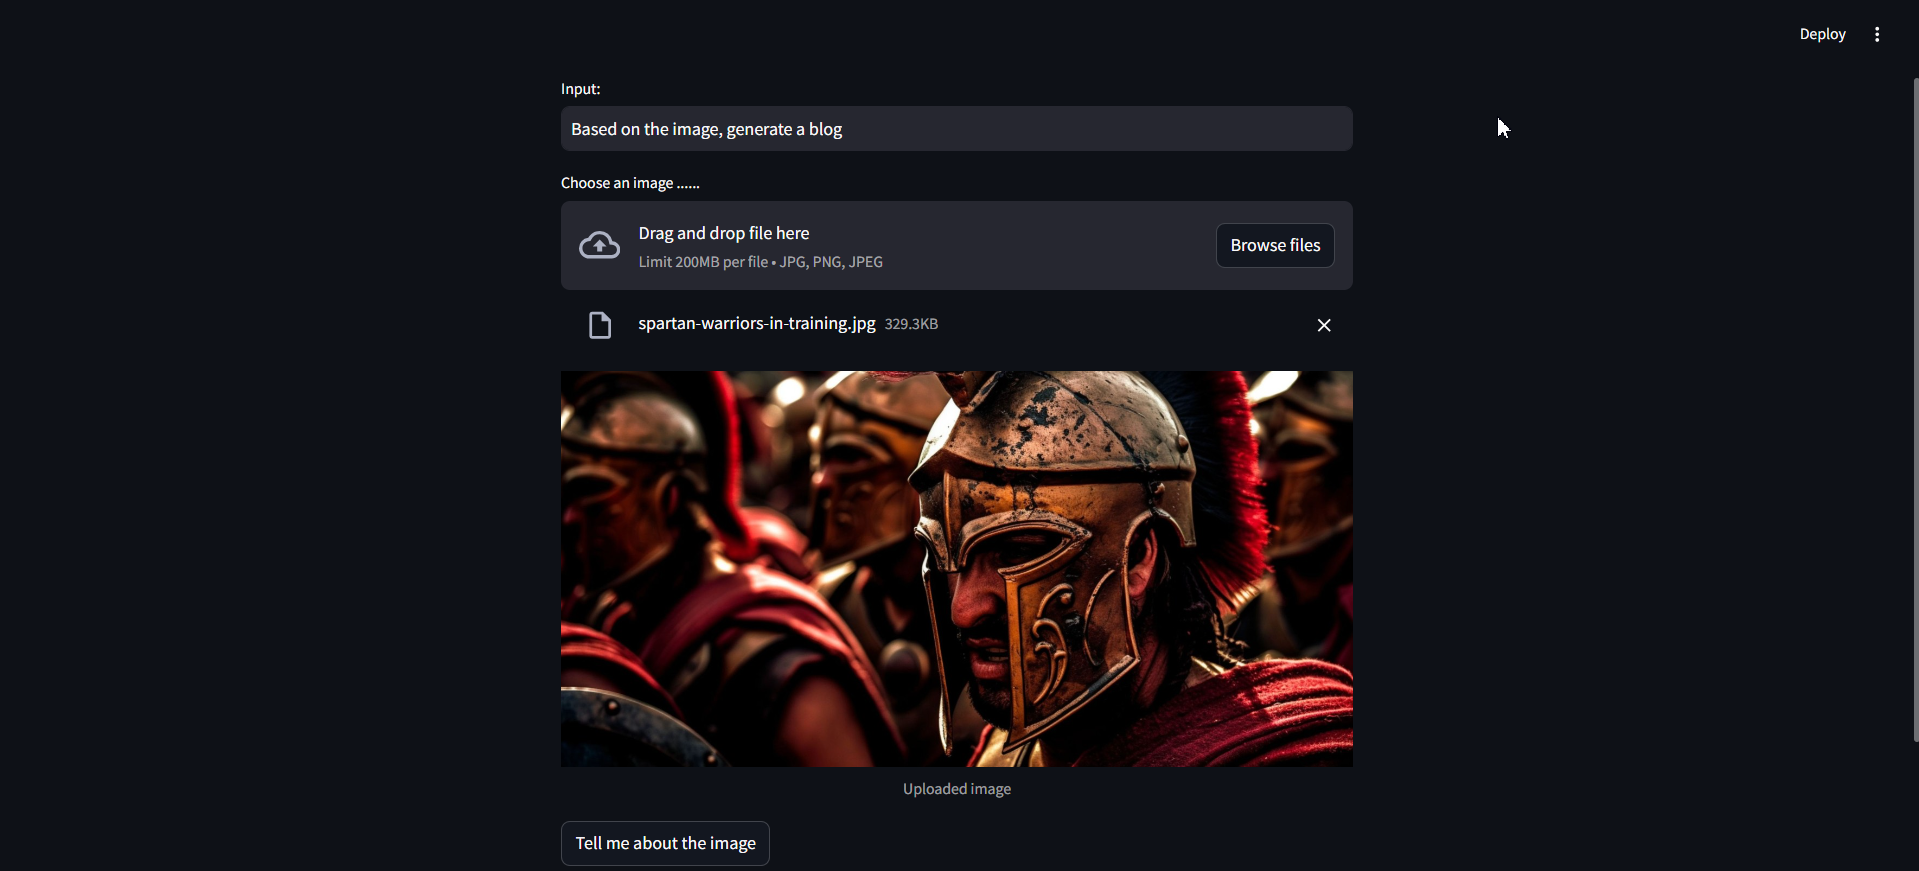 Deploy
Input:
Based on the image, generate a blog
Choose an image ......
Drag and drop file here
Limit 200MB per file • JPG, PNG, JPEG
Browse files
spartan-warriors-in-training.jpg 329.3KB
Uploaded image
Tell me about the image